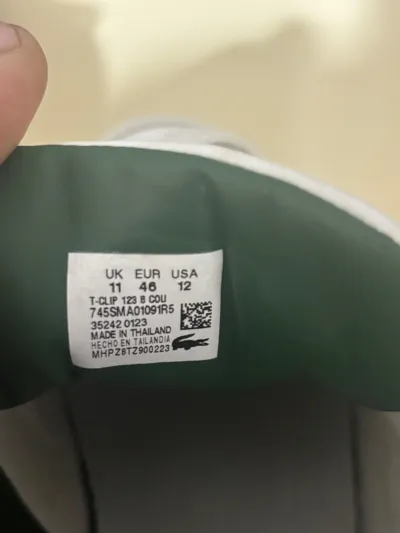 UK EUR USA
11 46 12
T-CLIP 123 8 COU
745SMA01091R5
35242 0123
MADE IN THAILAND
HECHO EN TAILANDIA
MHPZ8TZ900223